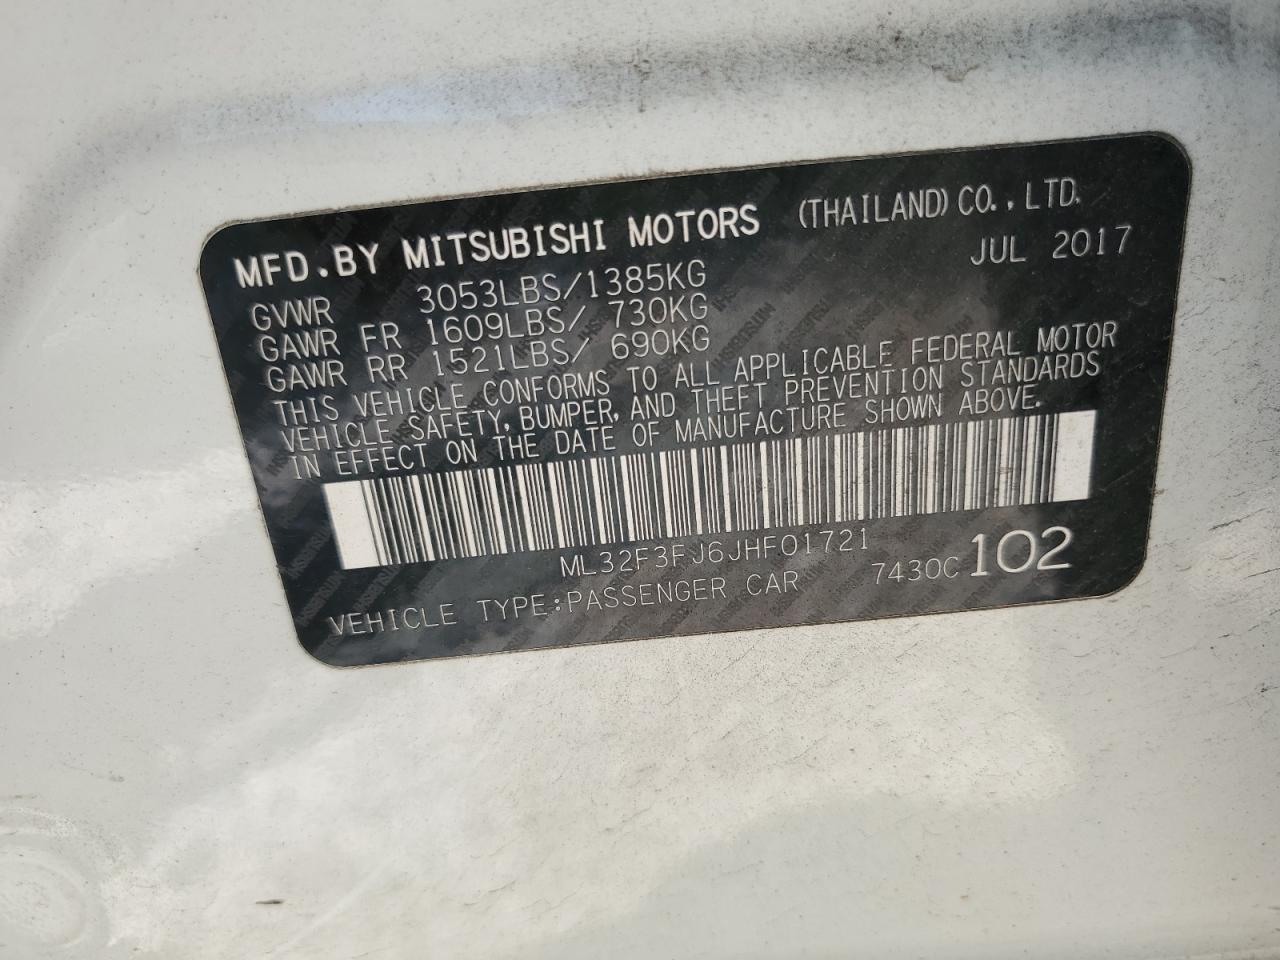 MFD.BY MITSUBISHI MOTORS (THAILAND) CO.,LTD.
JUL 2017
GVWR 3053LBS/1385KG
GAWR FR 1609LBS/ 730KG
GAWR RR 1521LBS/ 690KG
THIS VEHICLE CONFORMS TO ALL APPLICABLE FEDERAL MOTOR
VEHICLE SAFETY, BUMPER, AND THEFT PREVENTION STANDARDS
IN EFFECT ON THE DATE OF MANUFACTURE SHOWN ABOVE.
ML32F3FJ6JHF01721
VEHICLE TYPE:PASSENGER CAR 7430C 102